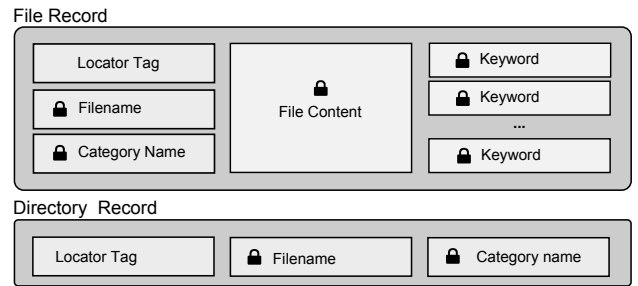 File Record
Locator Tag
Filename
Category Name
File Content
Keyword
Keyword
...
Keyword
Directory Record
Locator Tag
Filename
Category name